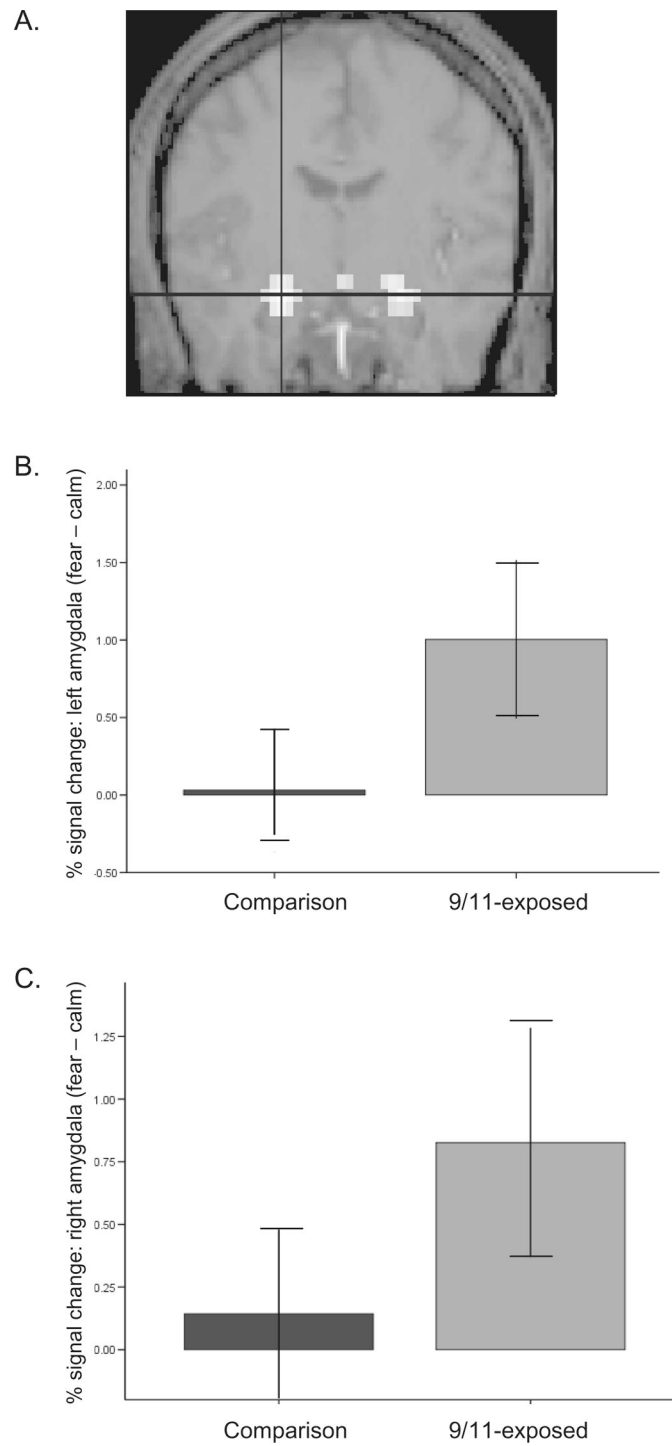 A.
B.
% signal change: left amygdala (fear – calm)
2.00
1.50
1.00
0.50
0.00
-0.50
Comparison
9/11-exposed
C.
% signal change: right amygdala (fear – calm)
1.25
1.00
0.75
0.50
0.25
0.00
Comparison
9/11-exposed